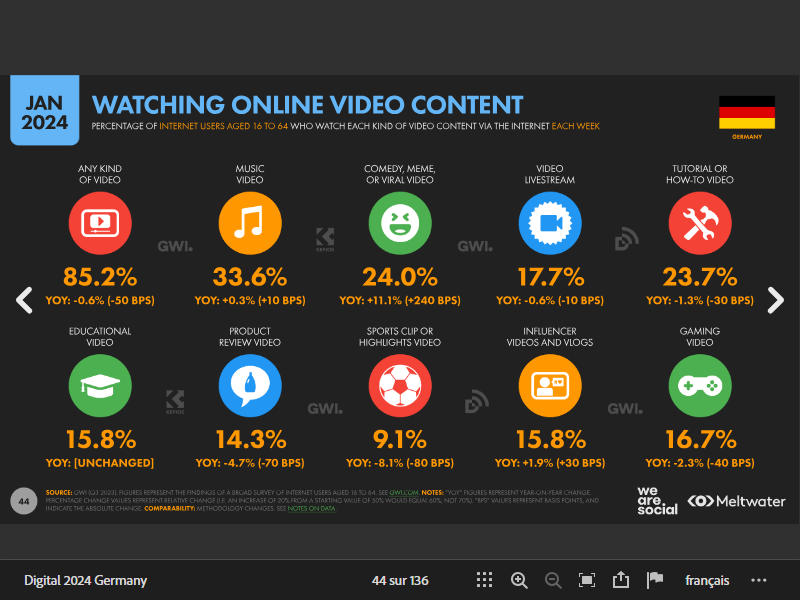 JAN
2024
WATCHING ONLINE VIDEO CONTENT
PERCENTAGE OF INTERNET USERS AGED 16 TO 64 WHO WATCH EACH KIND OF VIDEO CONTENT VIA THE INTERNET EACH WEEK
GERMANY
ANY KIND
OF VIDEO
85.2%
YOY: -0.6% (-50 BPS)
MUSIC
VIDEO
33.6%
YOY: +0.3% (+10 BPS)
COMEDY, MEME,
OR VIRAL VIDEO
24.0%
YOY: +11.1% (+240 BPS)
VIDEO
LIVESTREAM
17.7%
YOY: -0.6% (-10 BPS)
TUTORIAL OR
HOW-TO VIDEO
23.7%
YOY: -1.3% (-30 BPS)
GWI.
KEPIOS
GWI.
EDUCATIONAL
VIDEO
15.8%
YOY: [UNCHANGED]
PRODUCT
REVIEW VIDEO
14.3%
YOY: -4.7% (-70 BPS)
SPORTS CLIP OR
HIGHLIGHTS VIDEO
9.1%
YOY: -8.1% (-80 BPS)
INFLUENCER
VIDEOS AND VLOGS
15.8%
YOY: +1.9% (+30 BPS)
GAMING
VIDEO
16.7%
YOY: -2.3% (-40 BPS)
KEPIOS
GWI.
GWI.
44
SOURCE: GWI (Q3 2023). FIGURES REPRESENT THE FINDINGS OF A BROAD SURVEY OF INTERNET USERS AGED 16 TO 64. SEE GWI.COM. NOTES: "YOY" FIGURES REPRESENT YEAR-ON-YEAR CHANGE.
PERCENTAGE CHANGE VALUES REPRESENT RELATIVE CHANGE (I.E. AN INCREASE OF 20% FROM A STARTING VALUE OF 50% WOULD EQUAL 60%, NOT 70%). "BPS" VALUES REPRESENT BASIS POINTS, AND
INDICATE THE ABSOLUTE CHANGE. COMPARABILITY: METHODOLOGY CHANGES. SEE NOTES ON DATA.
we
are.
social
Meltwater
Digital 2024 Germany
44 sur 136
français